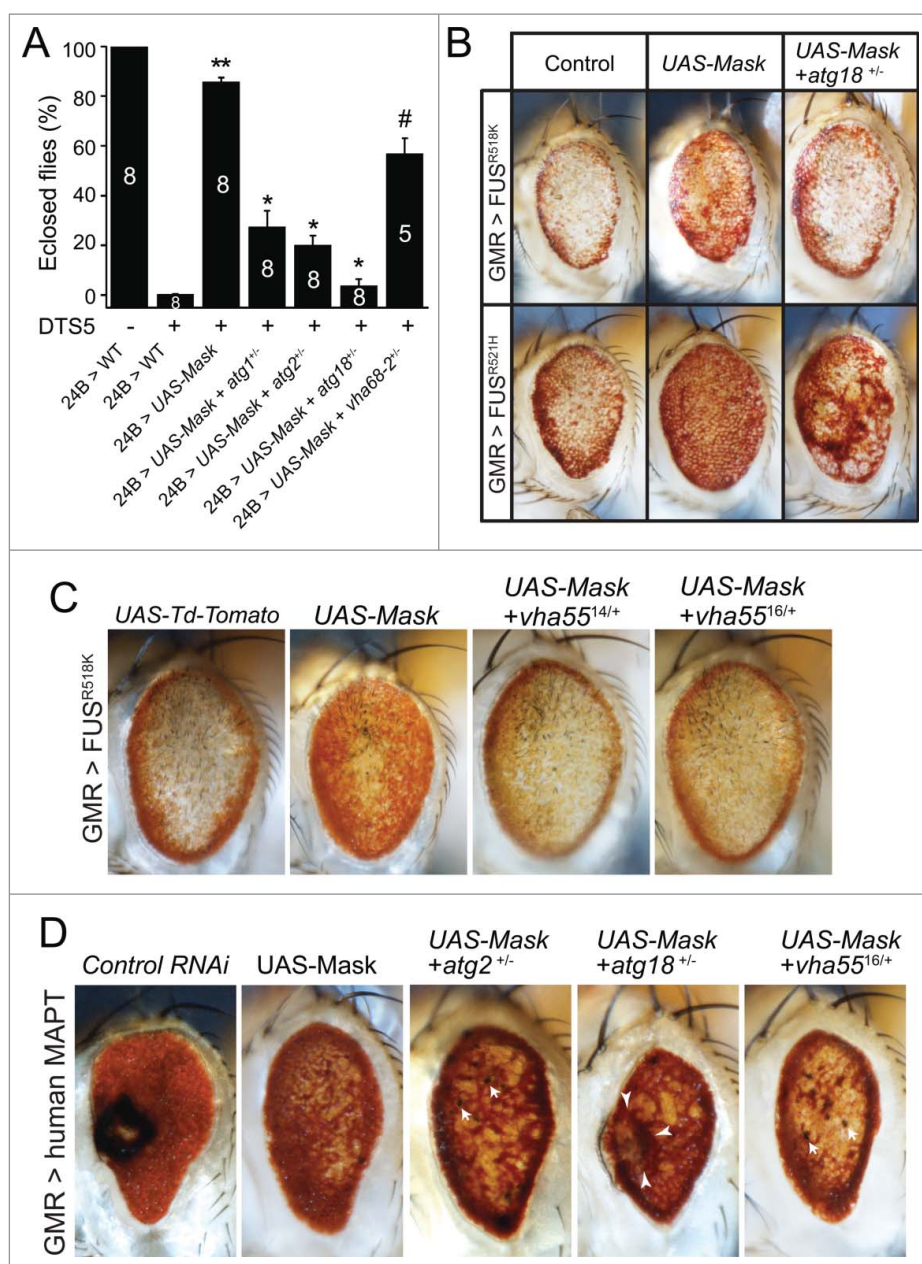 A
Eclosed flies (%)
100
80
60
40
20
0
8
8
**
8
*
8
*
8
*
8
#
5
DTS5
- + + + + + +
24B > WT
24B > WT
24B > UAS-Mask
24B > UAS-Mask + atg1+/-
24B > UAS-Mask + atg2+/-
24B > UAS-Mask + atg18+/-
24B > UAS-Mask + vha68-2+/-
B
Control
UAS-Mask
UAS-Mask
+atg18 +/-
GMR > FUSR518K
GMR > FUSR521H
C
UAS-Td-Tomato
UAS-Mask
UAS-Mask
+vha5514/+
UAS-Mask
+vha5516/+
GMR > FUSR518K
D
Control RNAi
UAS-Mask
UAS-Mask
+atg2 +/-
UAS-Mask
+atg18 +/-
UAS-Mask
+vha5516/+
GMR > human MAPT